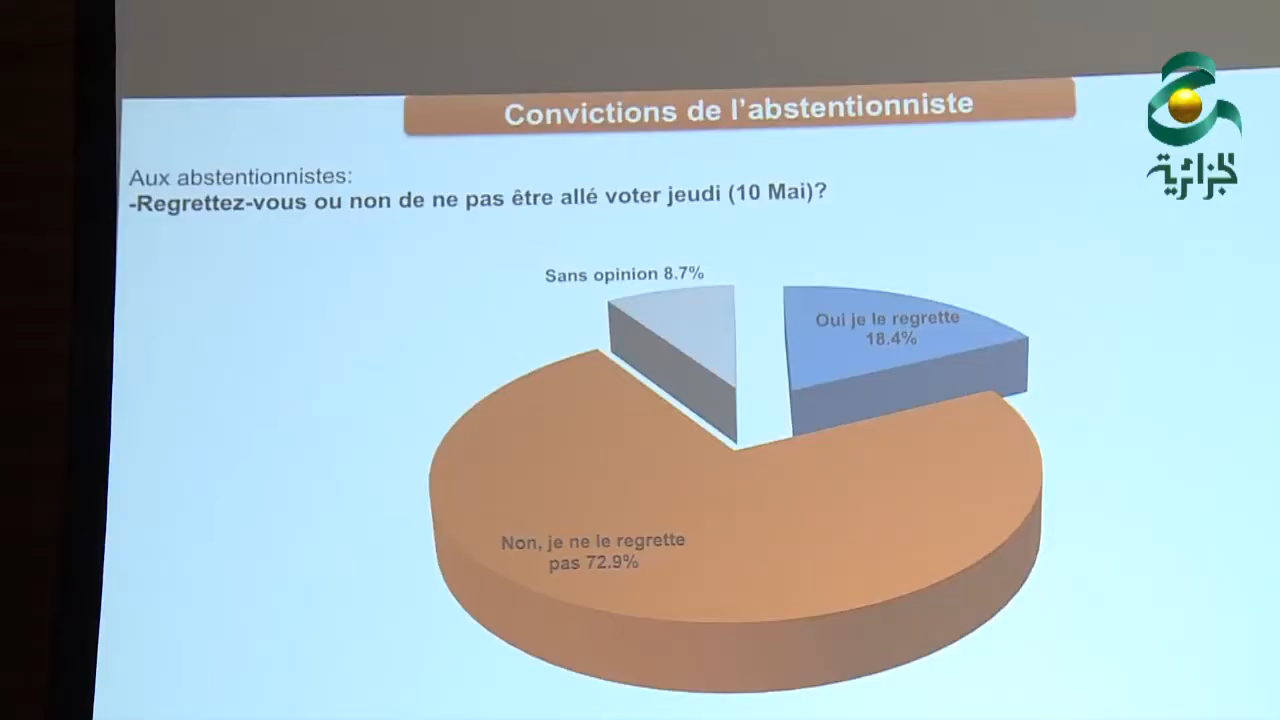 Convictions de l'abstentionniste
جزائرية
Aux abstentionnistes:
-Regrettez-vous ou non de ne pas être allé voter jeudi (10 Mai)?
Sans opinion 8.7%
Oui je le regrette
18.4%
Non, je ne le regrette
pas 72.9%